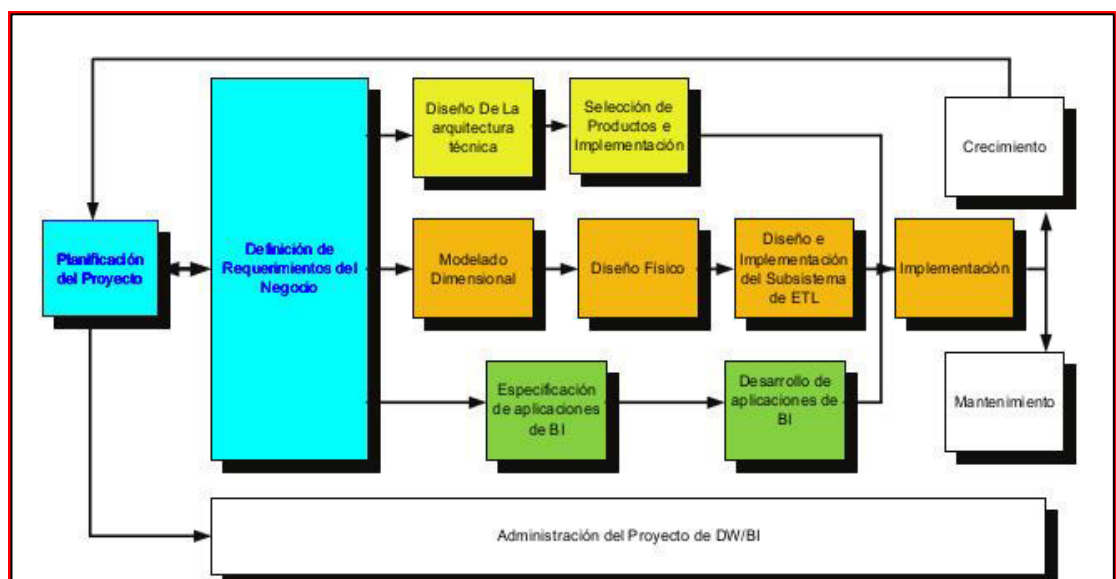 Diseño De La
arquitectura
técnica
Selección de
Productos e
Implementación
Crecimiento
Planificación
del Proyecto
Definición de
Requerimientos del
Negocio
Modelado
Dimensional
Diseño Físico
Diseño e
Implementación
del Subsistema
de ETL
Implementación
Especificación
de aplicaciones
de BI
Desarrollo de
aplicaciones de
BI
Mantenimiento
Administración del Proyecto de DW/BI